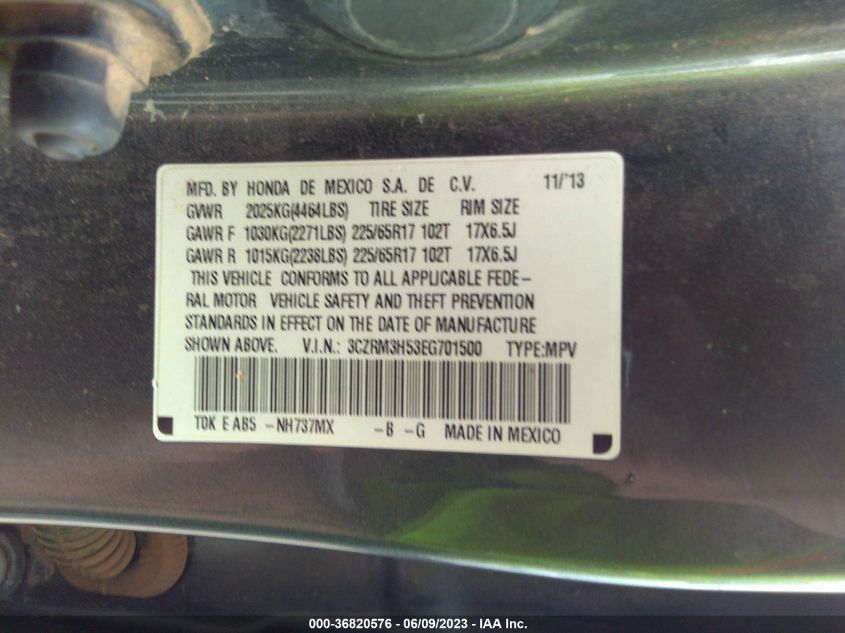 MFD. BY HONDA DE MEXICO S.A. DE C.V. 11/'13
GVWR 2025KG(4464LBS) TIRE SIZE RIM SIZE
GAWR F 1030KG(2271LBS) 225/65R17 102T 17X6.5J
GAWR R 1015KG(2238LBS) 225/65R17 102T 17X6.5J
THIS VEHICLE CONFORMS TO ALL APPLICABLE FEDE-
RAL MOTOR VEHICLE SAFETY AND THEFT PREVENTION
STANDARDS IN EFFECT ON THE DATE OF MANUFACTURE
SHOWN ABOVE. V.I.N.: 3CZRM3H53EG701500 TYPE:MPV
T0K E AB5 -NH737MX -B -G MADE IN MEXICO
000-36820576 - 06/09/2023 - IAA Inc.